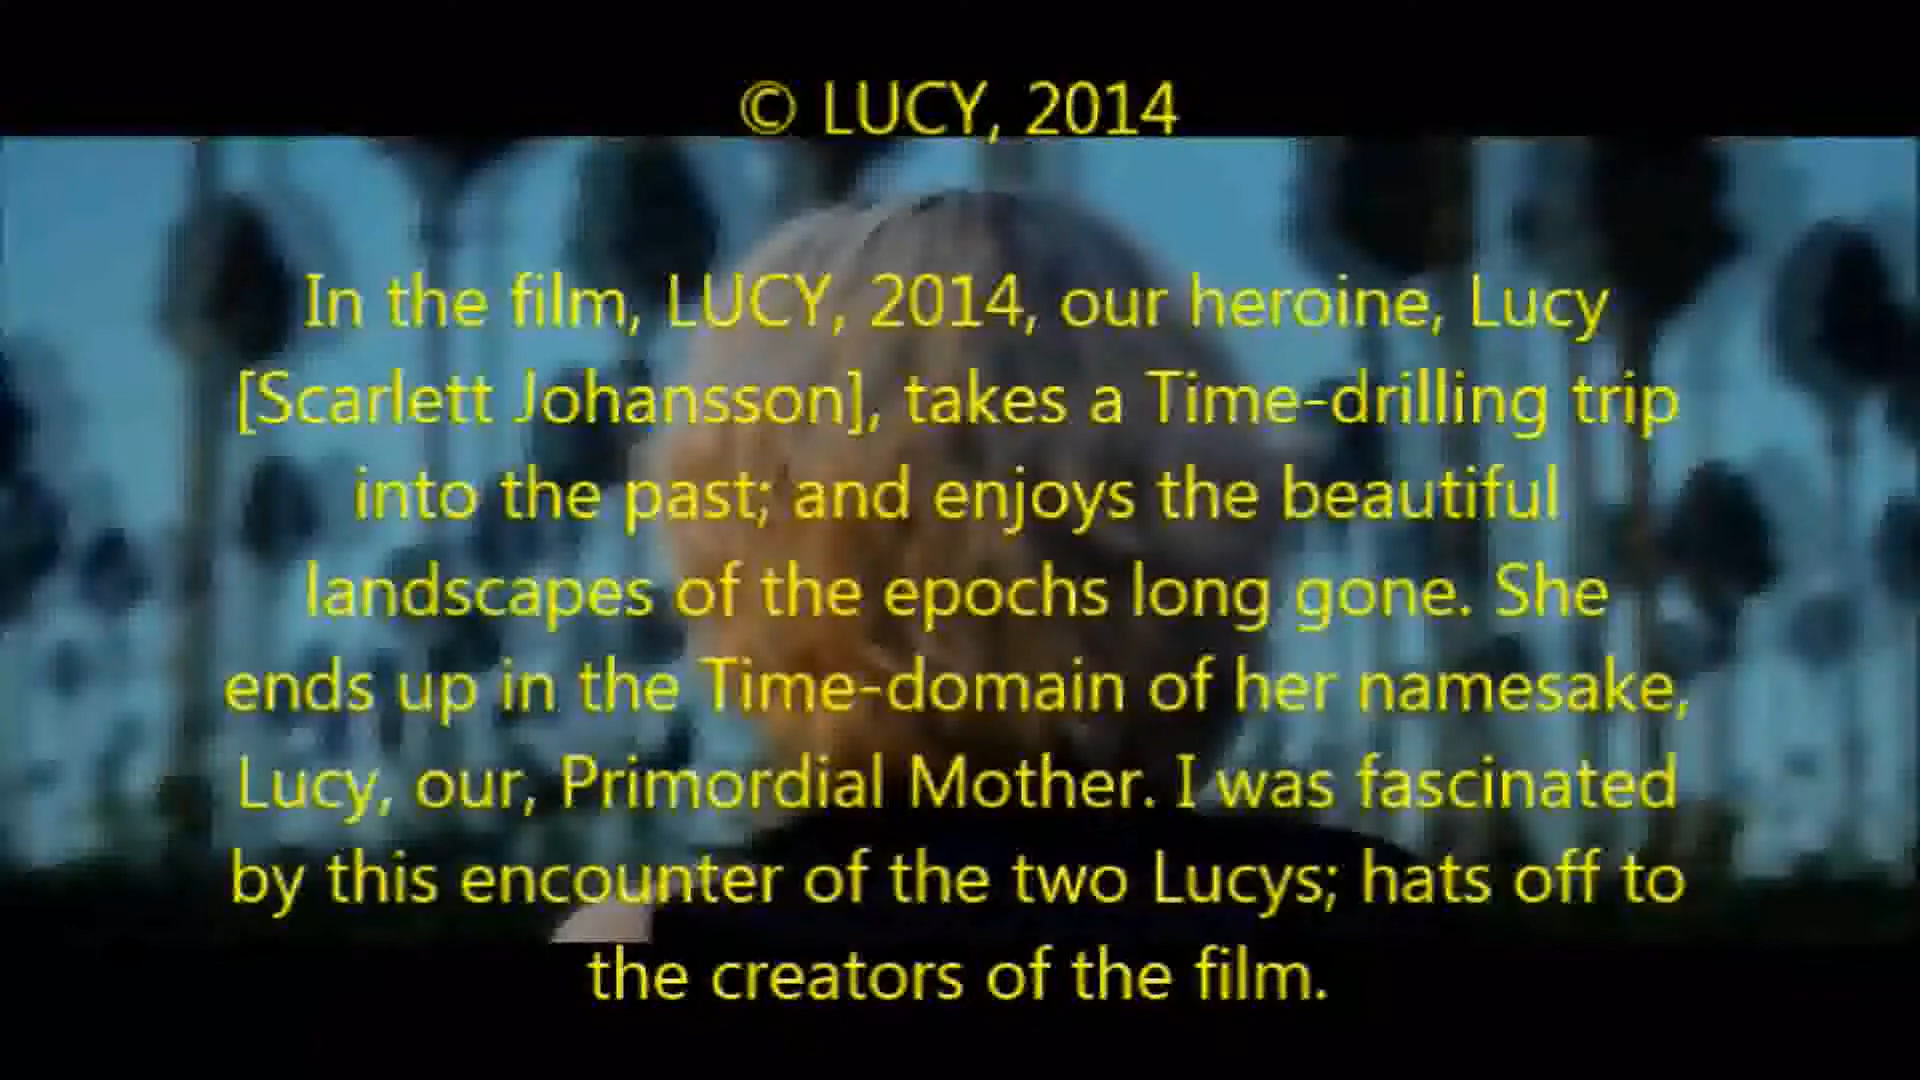 © LUCY, 2014
In the film, LUCY, 2014, our heroine, Lucy
[Scarlett Johansson], takes a Time-drilling trip
into the past; and enjoys the beautiful
landscapes of the epochs long gone. She
ends up in the Time-domain of her namesake,
Lucy, our, Primordial Mother. I was fascinated
by this encounter of the two Lucys; hats off to
the creators of the film.